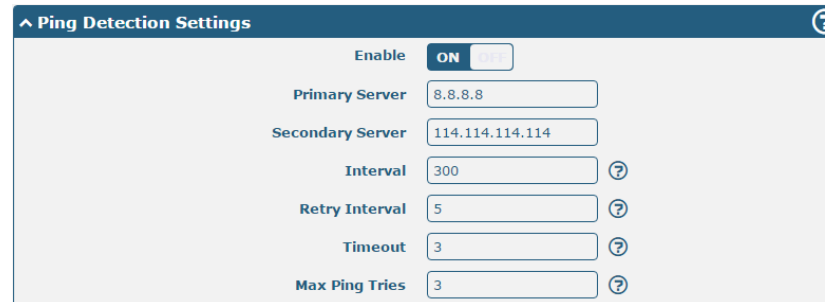 Ping Detection Settings
Enable ON OFF
Primary Server 8.8.8.8
Secondary Server 114.114.114.114
Interval 300 ?
Retry Interval 5 ?
Timeout 3 ?
Max Ping Tries 3 ?